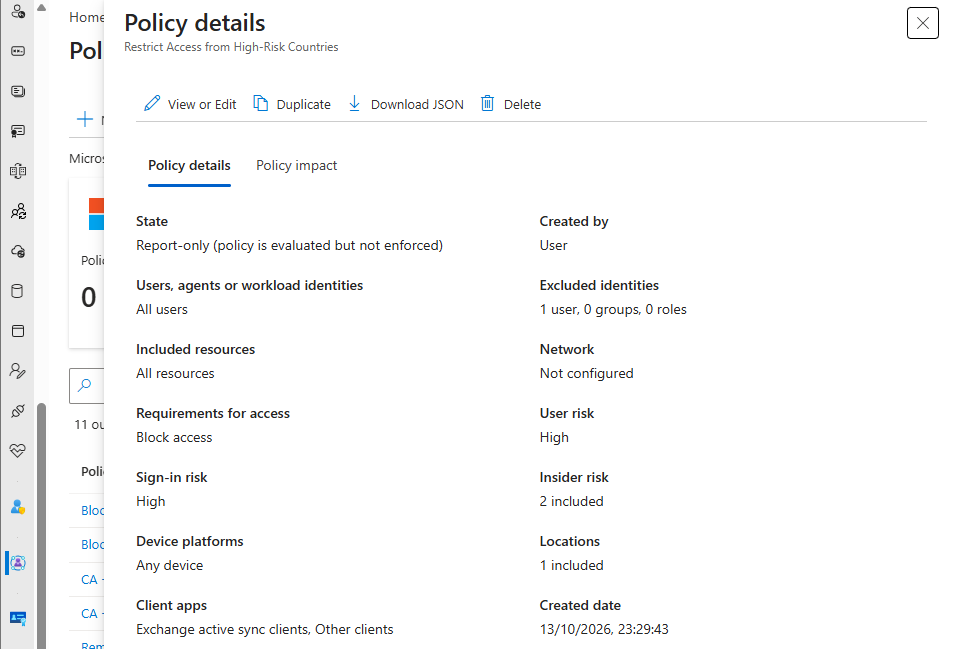 Home
Policy details
Restrict Access from High-Risk Countries
Pol
View or Edit Duplicate Download JSON Delete
Micros
Policy details Policy impact
State Created by
Report-only (policy is evaluated but not enforced) User
Polic
0
Users, agents or workload identities Excluded identities
All users 1 user, 0 groups, 0 roles
Included resources Network
All resources Not configured
Requirements for access User risk
11 ou
Block access High
Polic
Sign-in risk Insider risk
High 2 included
Bloc
Device platforms Locations
Bloc
Any device 1 included
CA -
Client apps Created date
CA -
Exchange active sync clients, Other clients 13/10/2026, 23:29:43
Rem